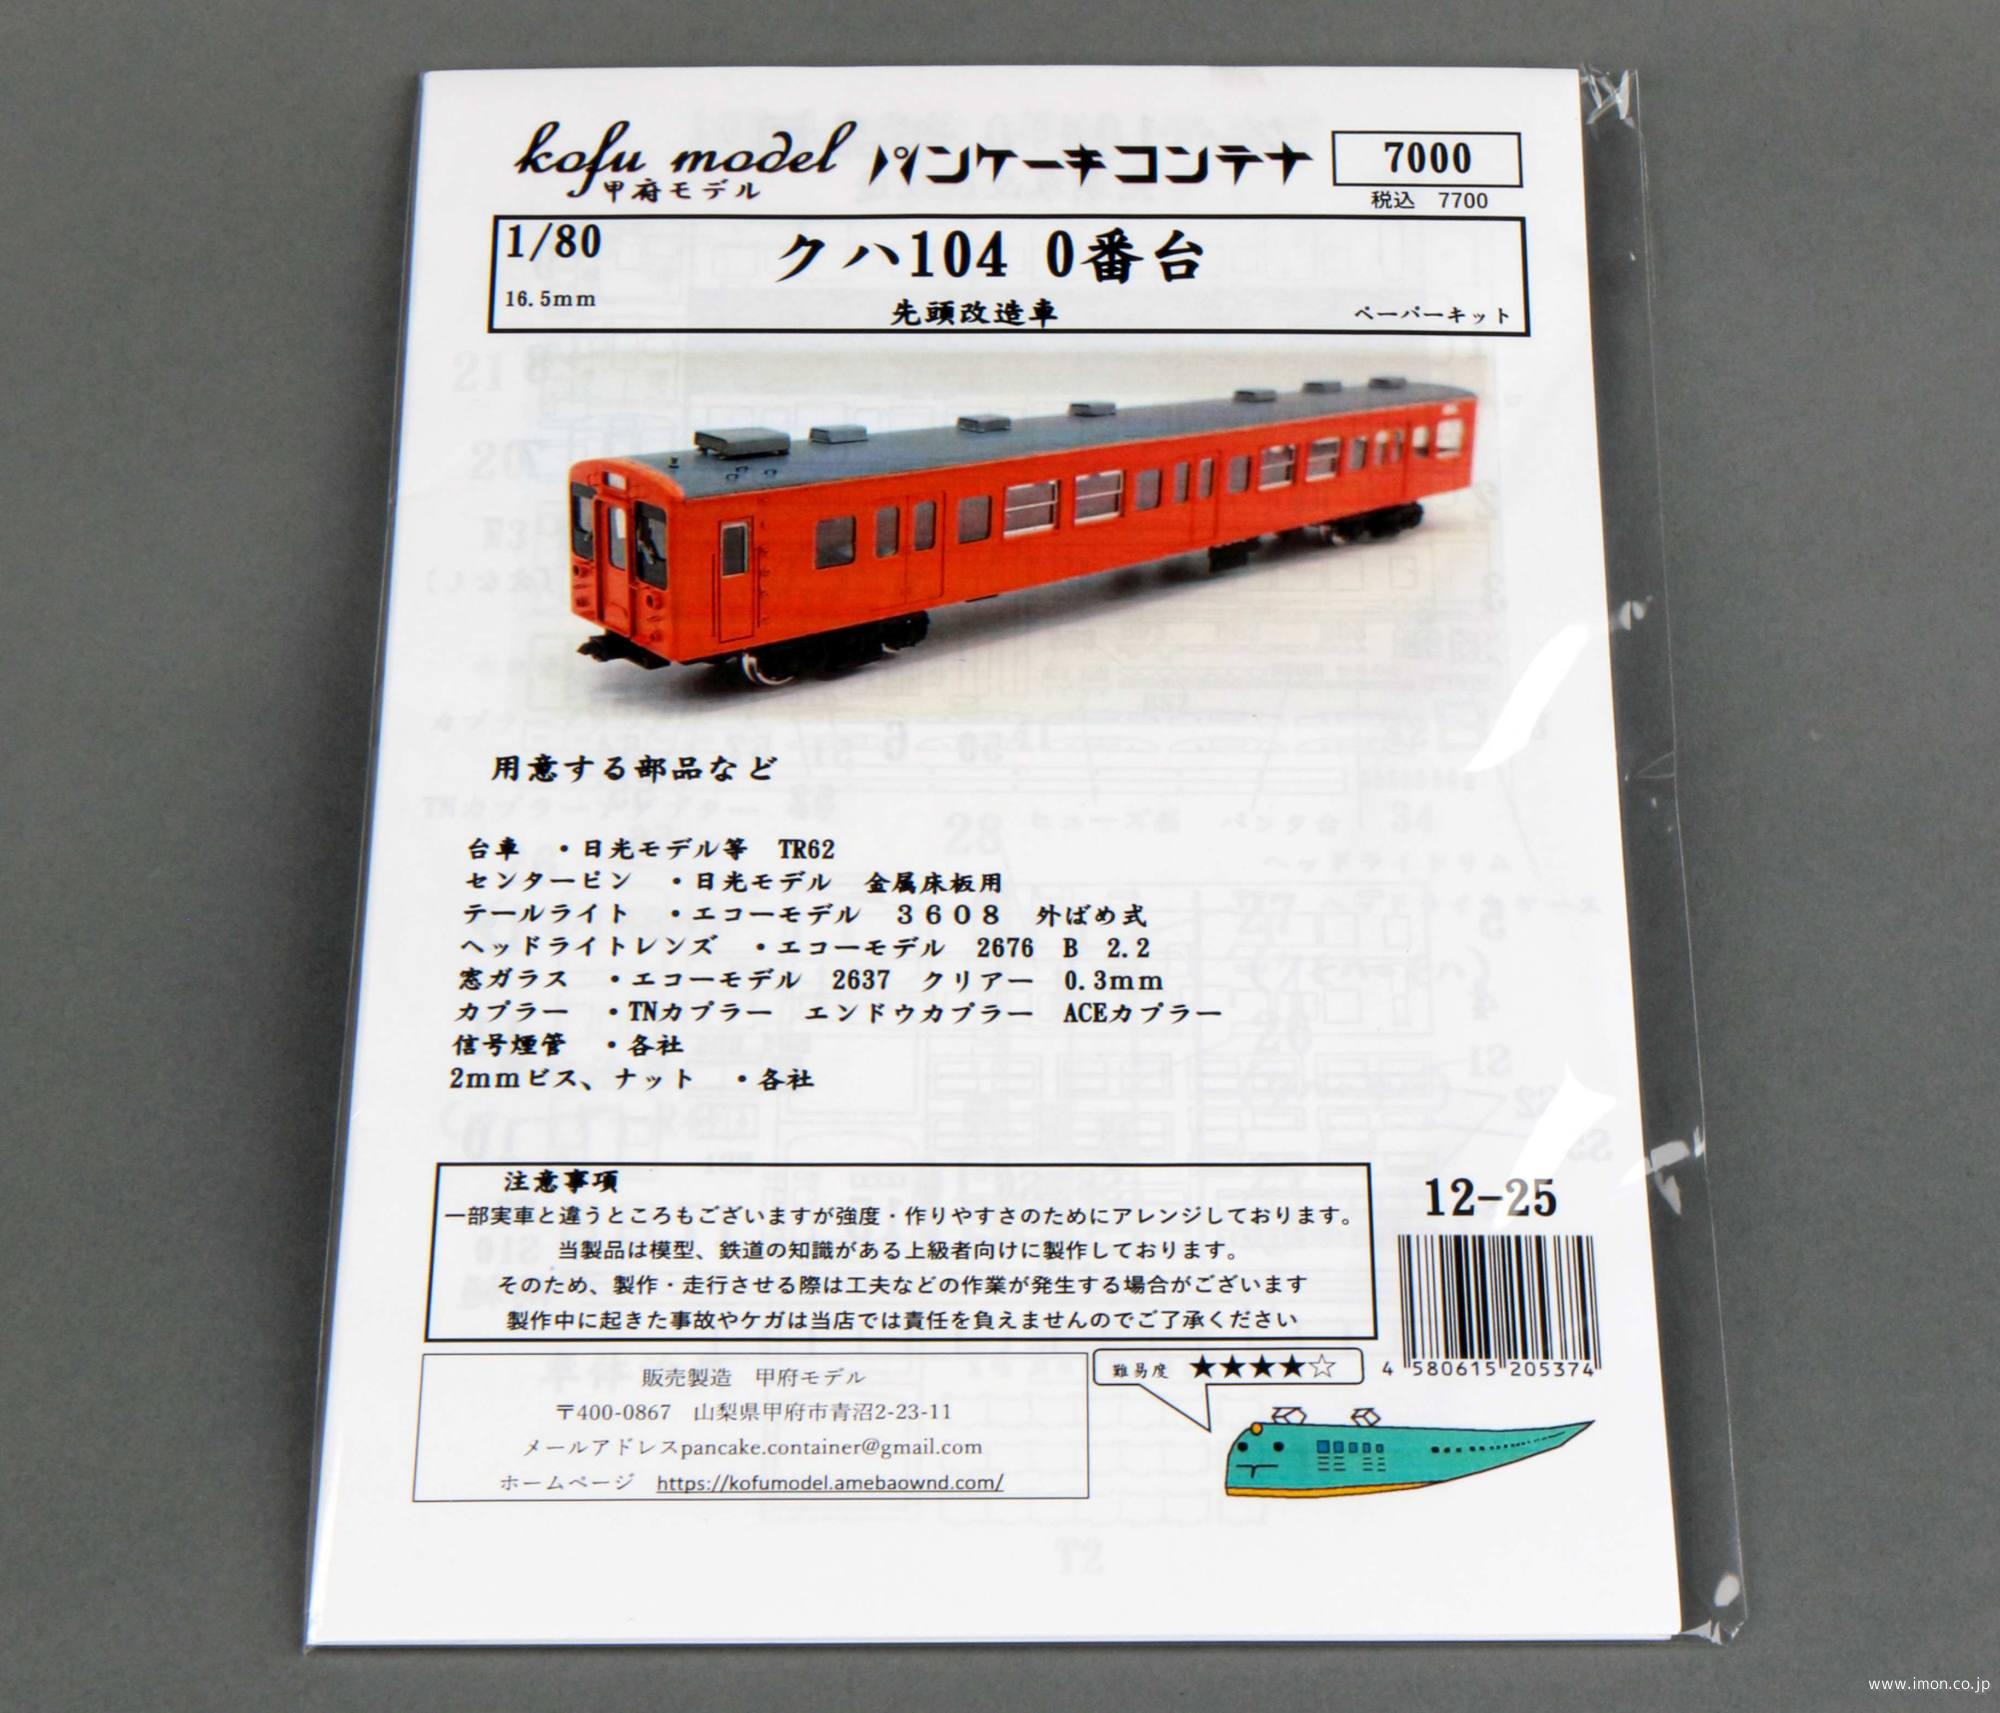 kofu model
甲府モデル
パンケーキコンテナ
7000
税込 7700
1/80
16.5mm
クハ104 0番台
先頭改造車
ペーパーキット
用意する部品など
台車 ・日光モデル等 TR62
センターピン ・日光モデル 金属床板用
テールライト ・エコーモデル 3608 外ばめ式
ヘッドライトレンズ ・エコーモデル 2676 B 2.2
窓ガラス ・エコーモデル 2637 クリアー 0.3mm
カプラー ・TNカプラー エンドウカプラー ACEカプラー
信号煙管 ・各社
2mmビス、ナット ・各社
注意事項
一部実車と違うところもございますが強度・作りやすさのためにアレンジしております。
当製品は模型、鉄道の知識がある上級者向けに製作しております。
そのため、製作・走行させる際は工夫などの作業が発生する場合がございます
製作中に起きた事故やケガは当店では責任を負えませんのでご了承ください
12-25
4 580615 205374
販売製造 甲府モデル
〒400-0867 山梨県甲府市青沼2-23-11
メールアドレスpancake.container@gmail.com
ホームページ https://kofumodel.amebaownd.com/
難易度 ★★★★☆
www.imon.co.jp